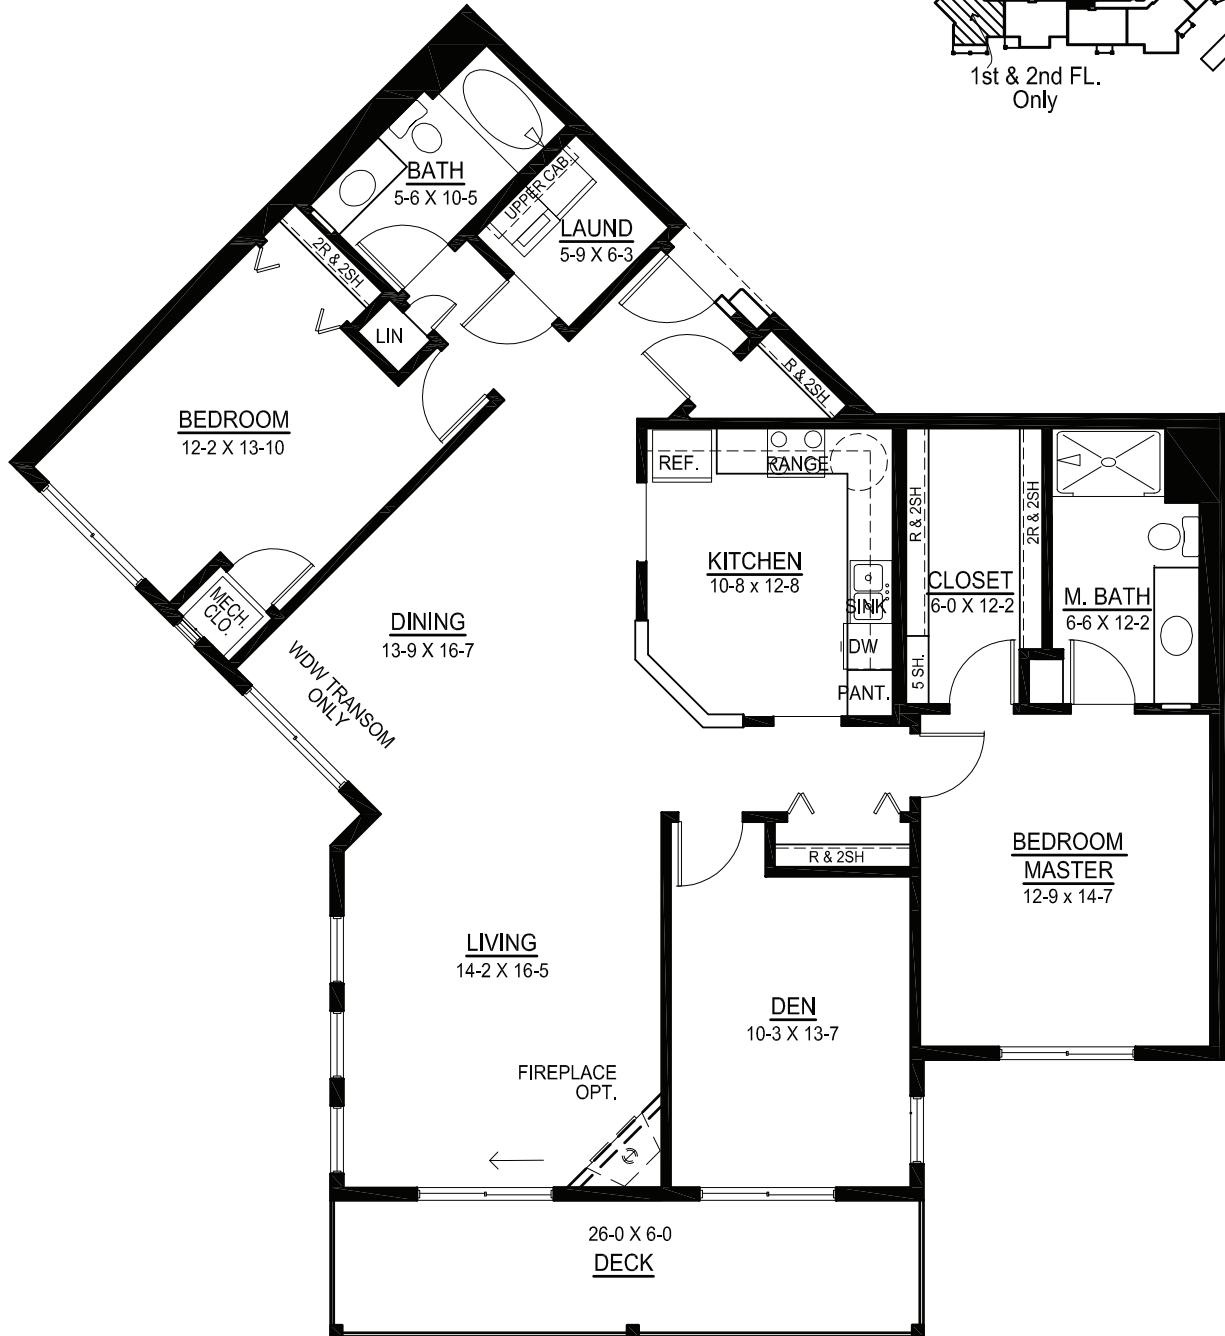 1st & 2nd FL.
Only
BATH
5-6 X 10-5
UPPER CAB.
LAUND
5-9 X 6-3
2R & 2SH
LIN
R & 2SH
BEDROOM
12-2 X 13-10
REF.
RANGE
R & 2SH
2R & 2SH
KITCHEN
10-8 x 12-8
CLOSET
6-0 X 12-2
M. BATH
6-6 X 12-2
MECH.
CLO.
SINK
DINING
13-9 X 16-7
DW
5 SH.
PANT.
WDW TRANSOM
ONLY
BEDROOM
MASTER
12-9 x 14-7
R & 2SH
LIVING
14-2 X 16-5
DEN
10-3 X 13-7
FIREPLACE
OPT.
26-0 X 6-0
DECK